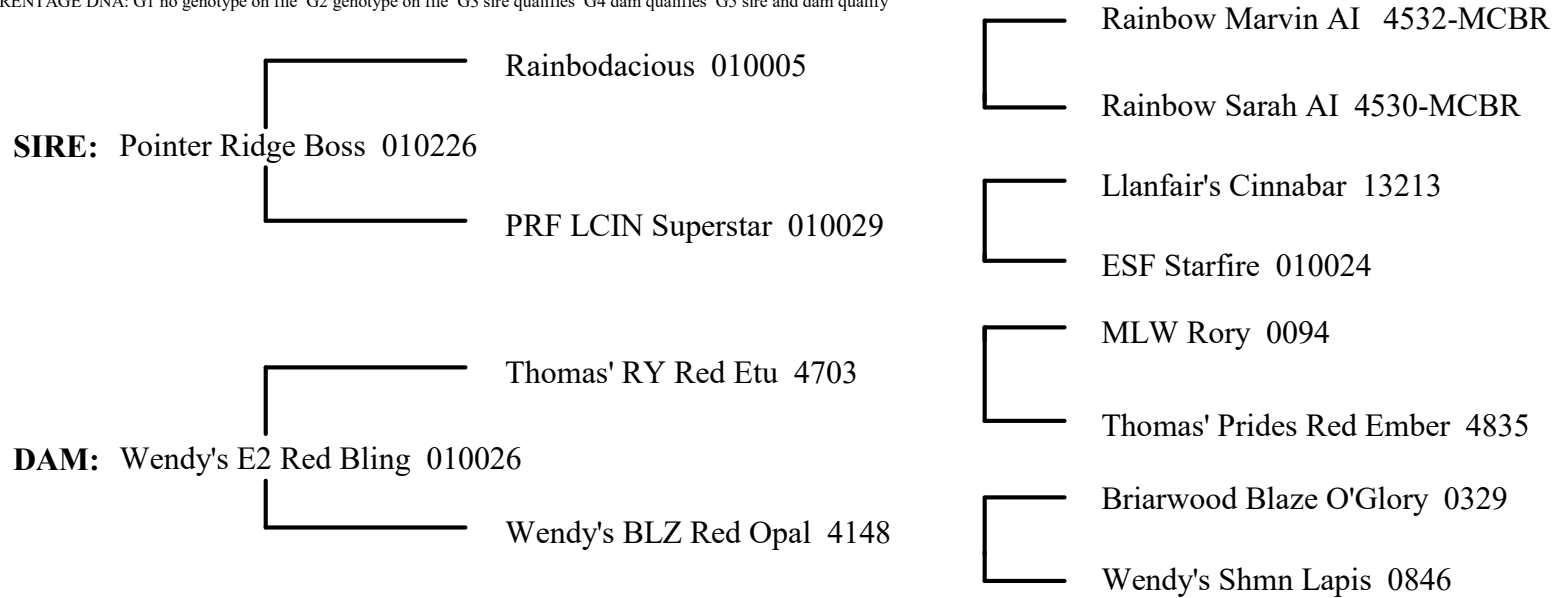 PARENTAGE DNA: G1 no genotype on file G2 genotype on file G3 sire qualifies G4 dam qualifies G5 sire and dam qualify
Rainbow Marvin AI 4532-MCBR
Rainbodacious 010005
Rainbow Sarah AI 4530-MCBR
SIRE: Pointer Ridge Boss 010226
Llanfair's Cinnabar 13213
PRF LCIN Superstar 010029
ESF Starfire 010024
MLW Rory 0094
Thomas' RY Red Etu 4703
Thomas' Prides Red Ember 4835
DAM: Wendy's E2 Red Bling 010026
Briarwood Blaze O'Glory 0329
Wendy's BLZ Red Opal 4148
Wendy's Shmn Lapis 0846